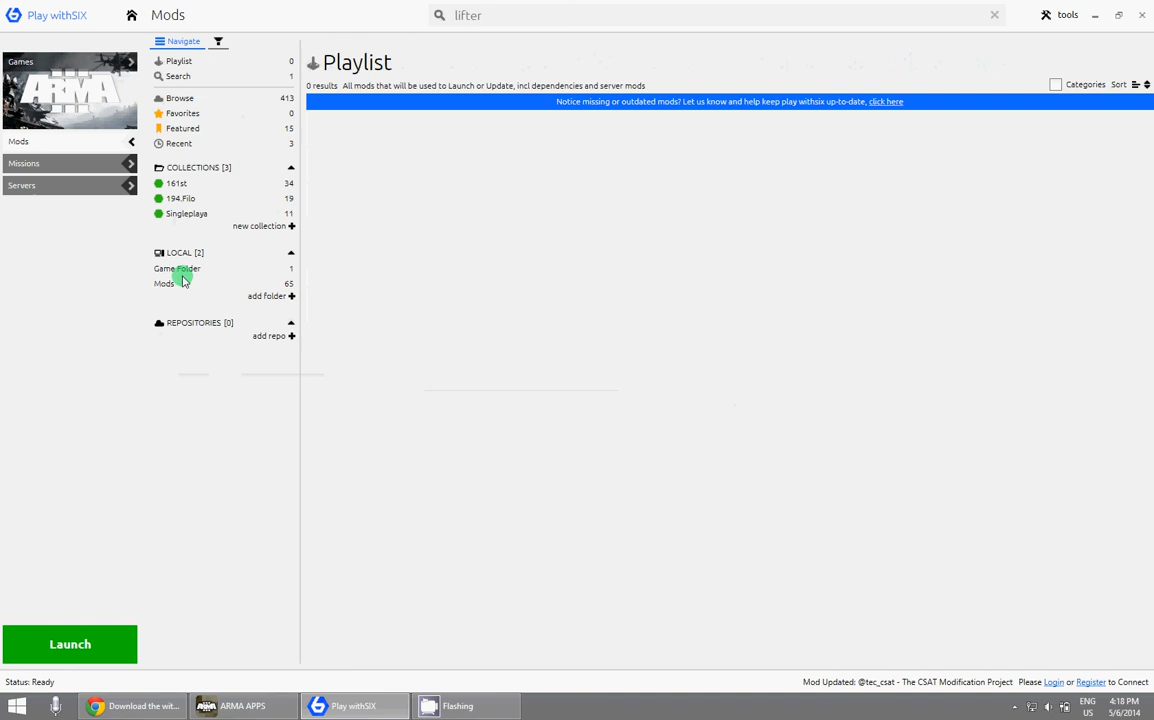 Play withSIX
Mods
lifter
tools
Navigate
Games
ARMA III
Mods
Missions
Servers
Playlist 0
Search 1
Browse 413
Favorites 0
Featured 15
Recent 3
COLLECTIONS [3]
161st 34
194.Filo 19
Singleplaya 11
new collection
LOCAL [2]
Game Folder 1
Mods 65
add folder
REPOSITORIES [0]
add repo
Playlist
0 results All mods that will be used to Launch or Update, incl dependencies and server mods
Categories Sort
Notice missing or outdated mods? Let us know and help keep play withsix up-to-date, click here
Launch
Status: Ready
Mod Updated: @tec_csat - The CSAT Modification Project Please Login or Register to Connect
Download the wit...
ARMA APPS
Play withSIX
Flashing
ENG
US
4:18 PM
5/6/2014